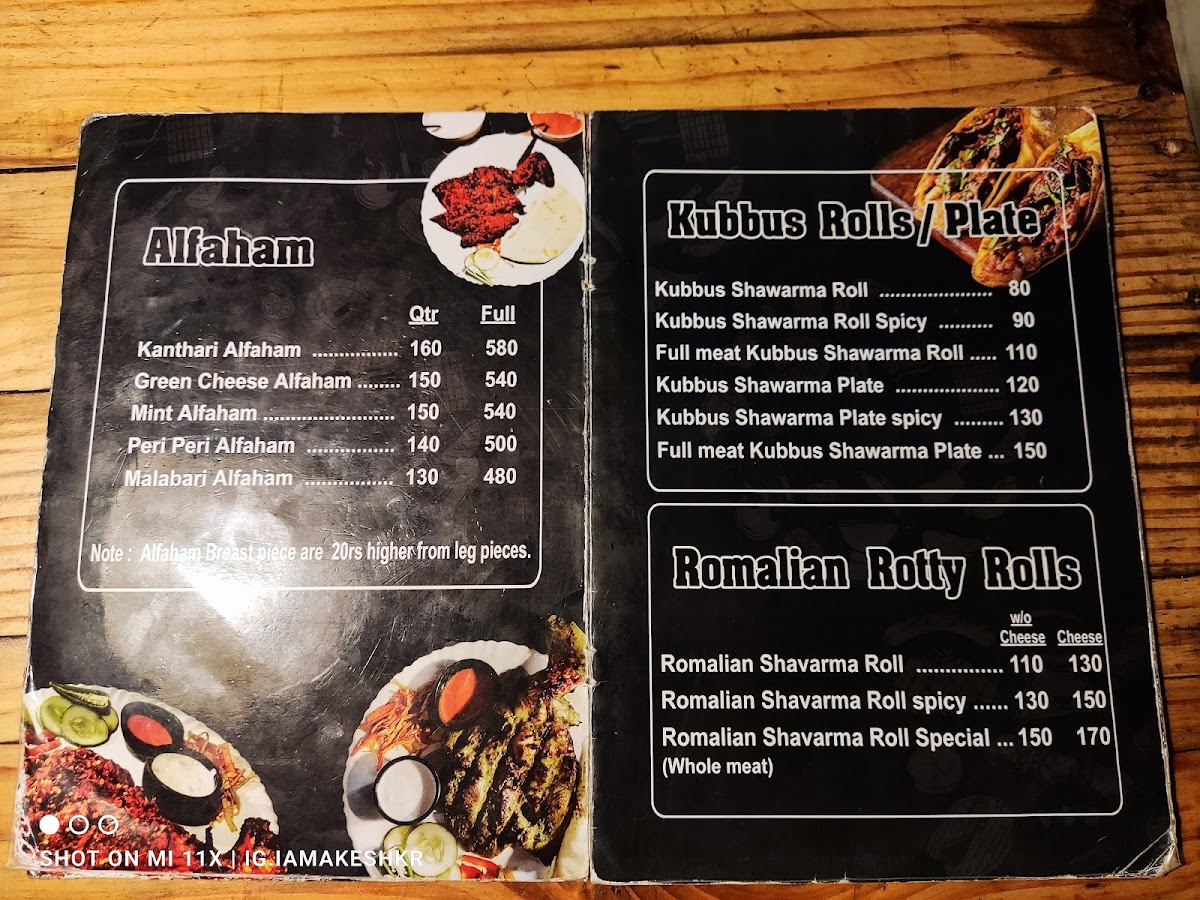 Alfaham
Qtr Full
Kanthari Alfaham ................ 160 580
Green Cheese Alfaham ........ 150 540
Mint Alfaham ......................... 150 540
Peri Peri Alfaham ................. 140 500
Malabari Alfaham ................. 130 480
Note : Alfaham Breast piece are 20rs higher from leg pieces.
Kubbus Rolls / Plate
Kubbus Shawarma Roll ...................... 80
Kubbus Shawarma Roll Spicy .......... 90
Full meat Kubbus Shawarma Roll ..... 110
Kubbus Shawarma Plate ................... 120
Kubbus Shawarma Plate spicy ......... 130
Full meat Kubbus Shawarma Plate ... 150
Romalian Rotty Rolls
w/o
Cheese Cheese
Romalian Shavarma Roll ............... 110 130
Romalian Shavarma Roll spicy ...... 130 150
Romalian Shavarma Roll Special ... 150 170
(Whole meat)
SHOT ON MI 11X | IG.IAMAKESHKR